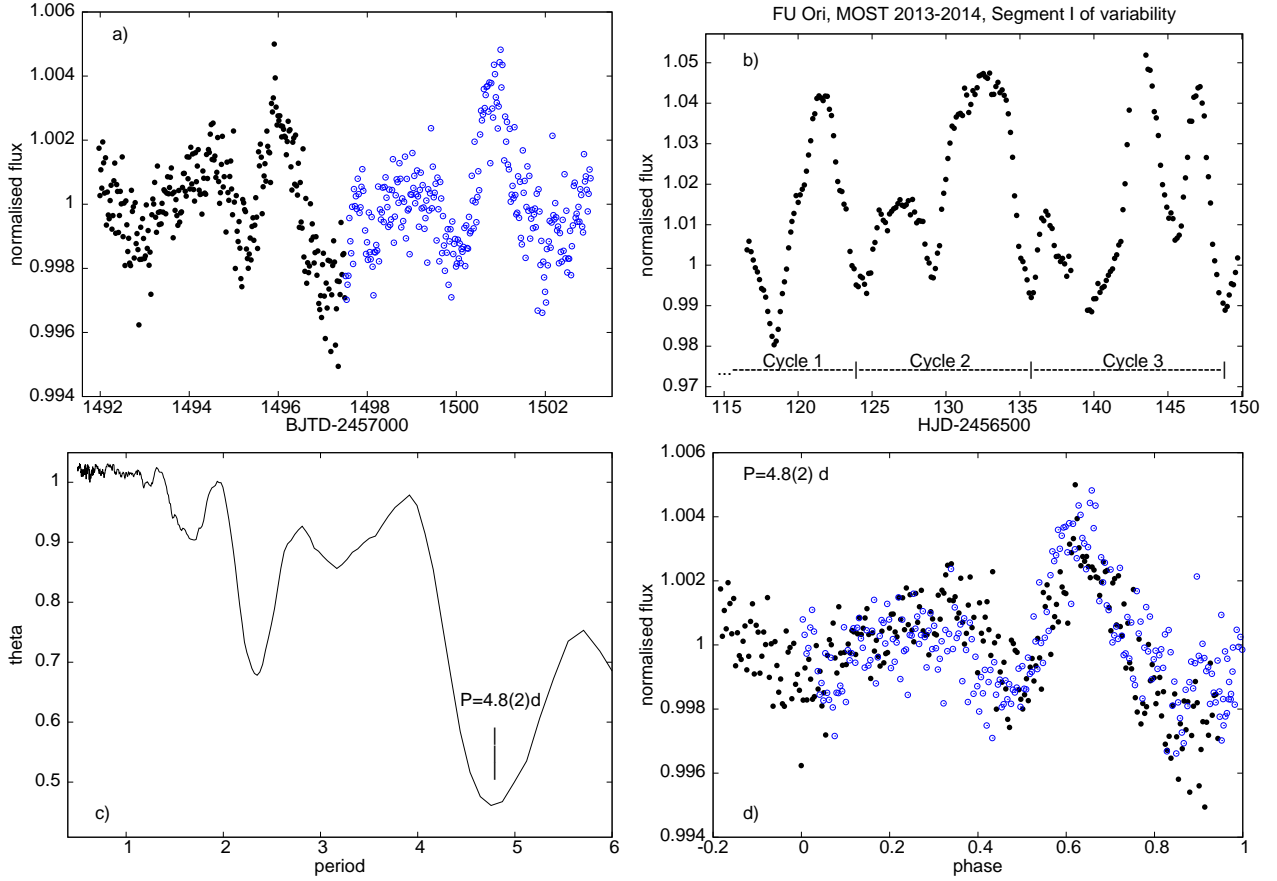 a)
normalised flux
1.006
1.004
1.002
1
0.998
0.996
0.994
1492 1494 1496 1498 1500 1502
BJTD-2457000
FU Ori, MOST 2013-2014, Segment I of variability
b)
normalised flux
1.05
1.04
1.03
1.02
1.01
1
0.99
0.98
0.97
... Cycle 1 Cycle 2 Cycle 3
115 120 125 130 135 140 145 150
HJD-2456500
theta
1
0.9
0.8
0.7
0.6
0.5
P=4.8(2)d
c)
1 2 3 4 5 6
period
P=4.8(2) d
normalised flux
1.006
1.004
1.002
1
0.998
0.996
0.994
d)
-0.2 0 0.2 0.4 0.6 0.8 1
phase